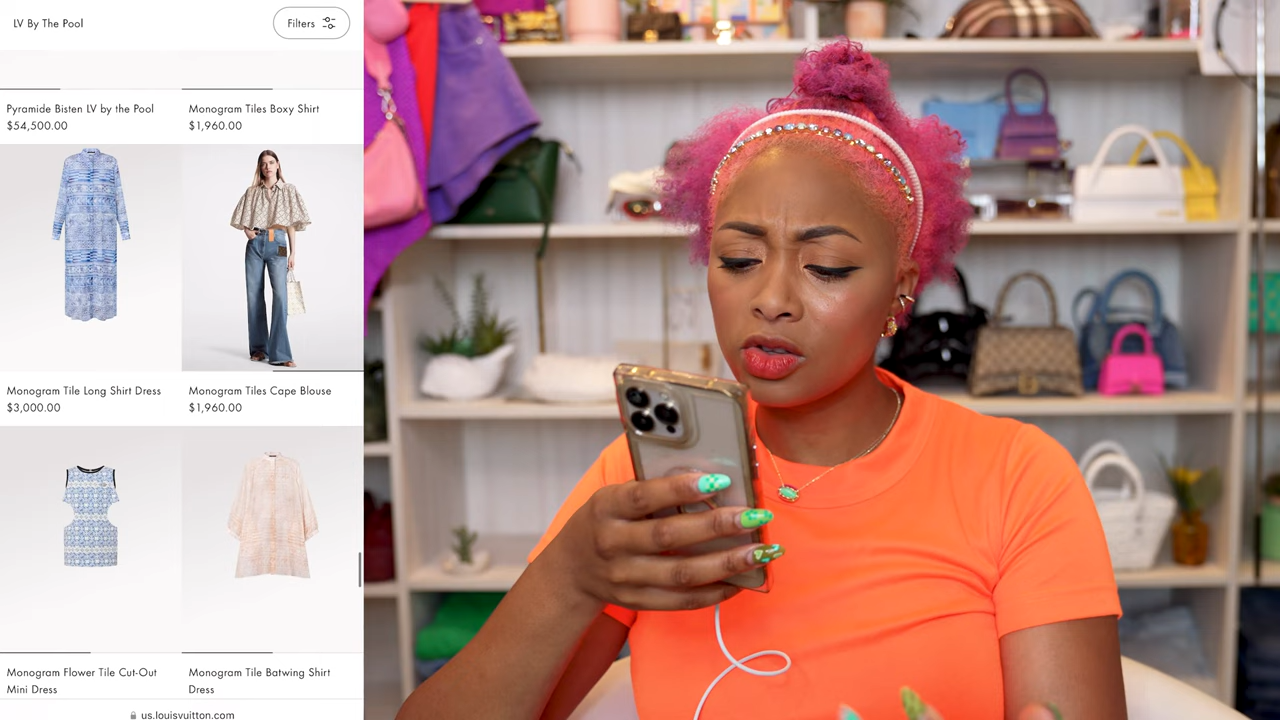 LV By The Pool
Filters
Pyramide Bisten LV by the Pool
$54,500.00
Monogram Tiles Boxy Shirt
$1,960.00
Monogram Tile Long Shirt Dress
$3,000.00
Monogram Tiles Cape Blouse
$1,960.00
Monogram Flower Tile Cut-Out
Mini Dress
Monogram Tile Batwing Shirt
Dress
us.louisvuitton.com